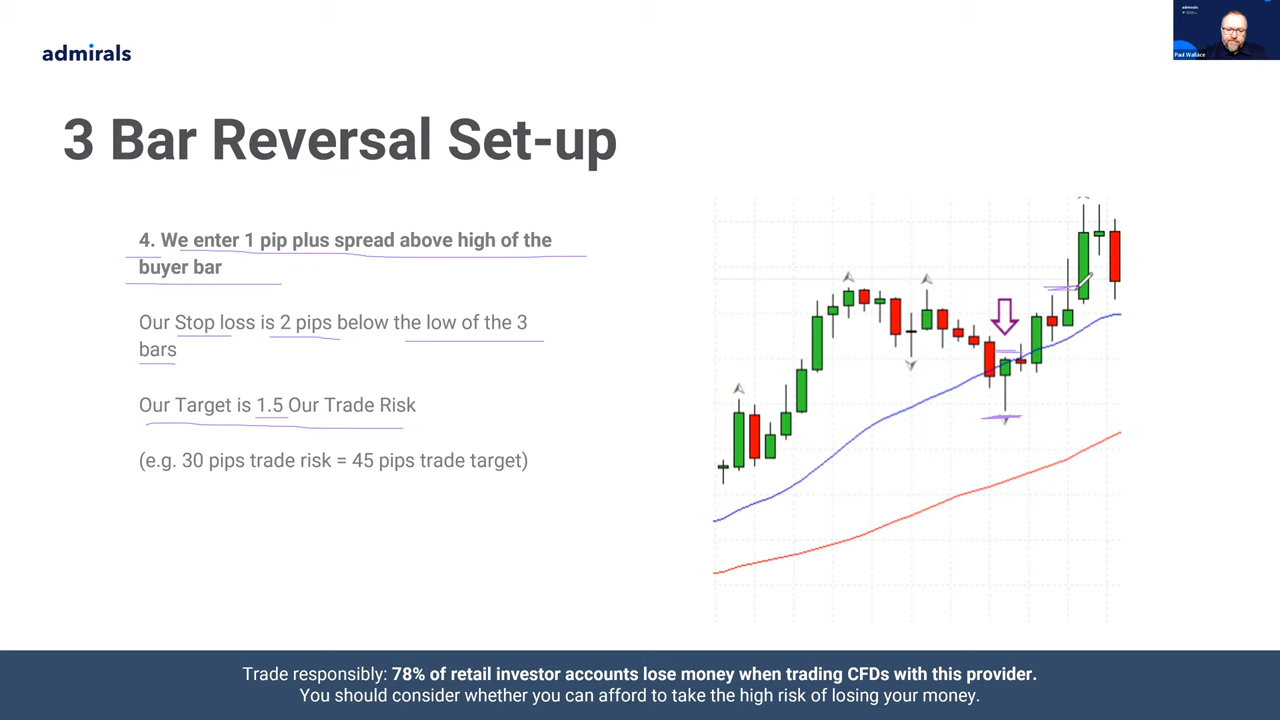 admirals
admirals
Paul Wallace
3 Bar Reversal Set-up
4. We enter 1 pip plus spread above high of the
buyer bar
Our Stop loss is 2 pips below the low of the 3
bars
Our Target is 1.5 Our Trade Risk
(e.g. 30 pips trade risk = 45 pips trade target)
Trade responsibly: 78% of retail investor accounts lose money when trading CFDs with this provider.
You should consider whether you can afford to take the high risk of losing your money.